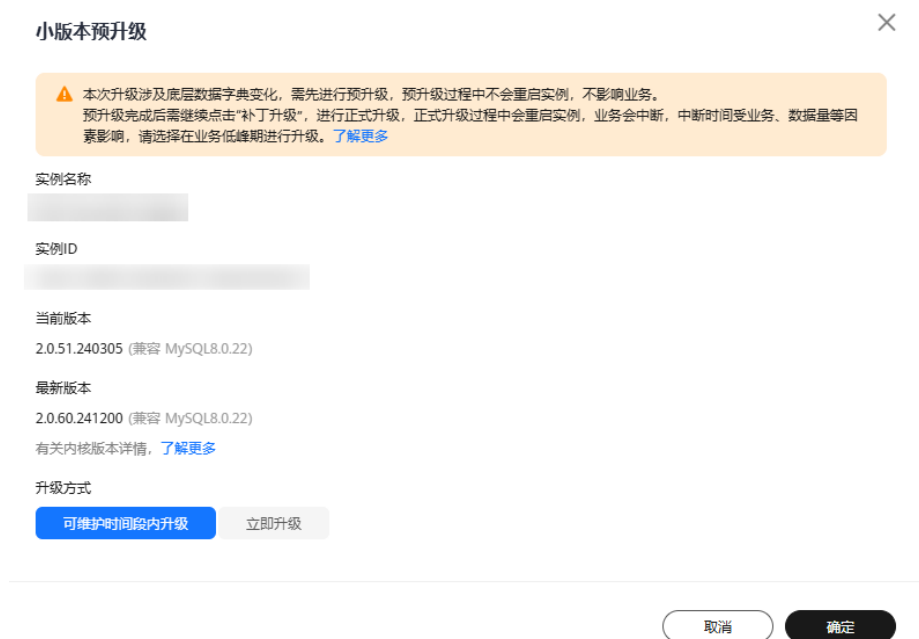 小版本预升级
本次升级涉及底层数据字典变化，需先进行预升级，预升级过程中不会重启实例，不影响业务。
预升级完成后需继续点击“补丁升级”，进行正式升级，正式升级过程中会重启实例，业务会中断，中断时间受业务、数据量等因
素影响，请选择在业务低峰期进行升级。了解更多
实例名称
实例ID
当前版本
2.0.51.240305 (兼容 MySQL8.0.22)
最新版本
2.0.60.241200 (兼容 MySQL8.0.22)
有关内核版本详情，了解更多
升级方式
可维护时间段内升级 立即升级
取消 确定